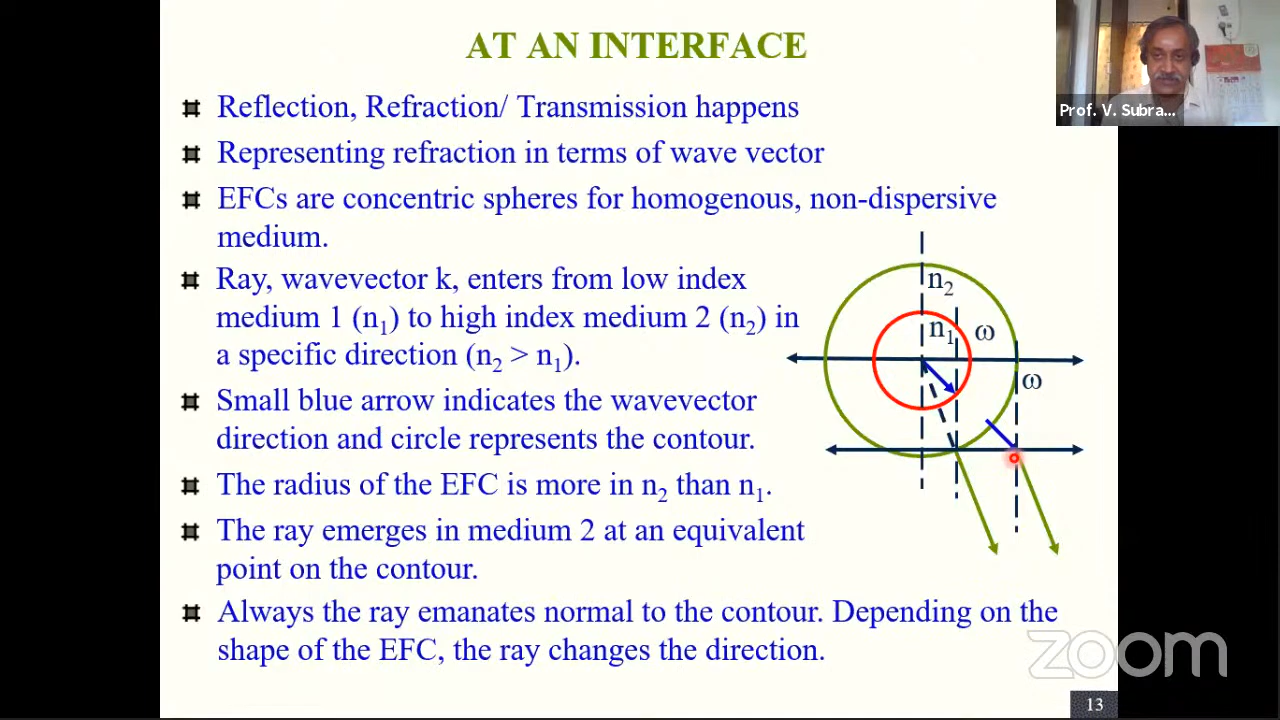 AT AN INTERFACE
Prof. V. Subra...
Reflection, Refraction/ Transmission happens
Representing refraction in terms of wave vector
EFCs are concentric spheres for homogenous, non-dispersive
medium.
Ray, wavevector k, enters from low index
medium 1 (n₁) to high index medium 2 (n₂) in
a specific direction (n₂ > n₁).
Small blue arrow indicates the wavevector
direction and circle represents the contour.
The radius of the EFC is more in n₂ than n₁.
The ray emerges in medium 2 at an equivalent
point on the contour.
Always the ray emanates normal to the contour. Depending on the
shape of the EFC, the ray changes the direction.
n₂
n₁
ω
ω
zoom
13